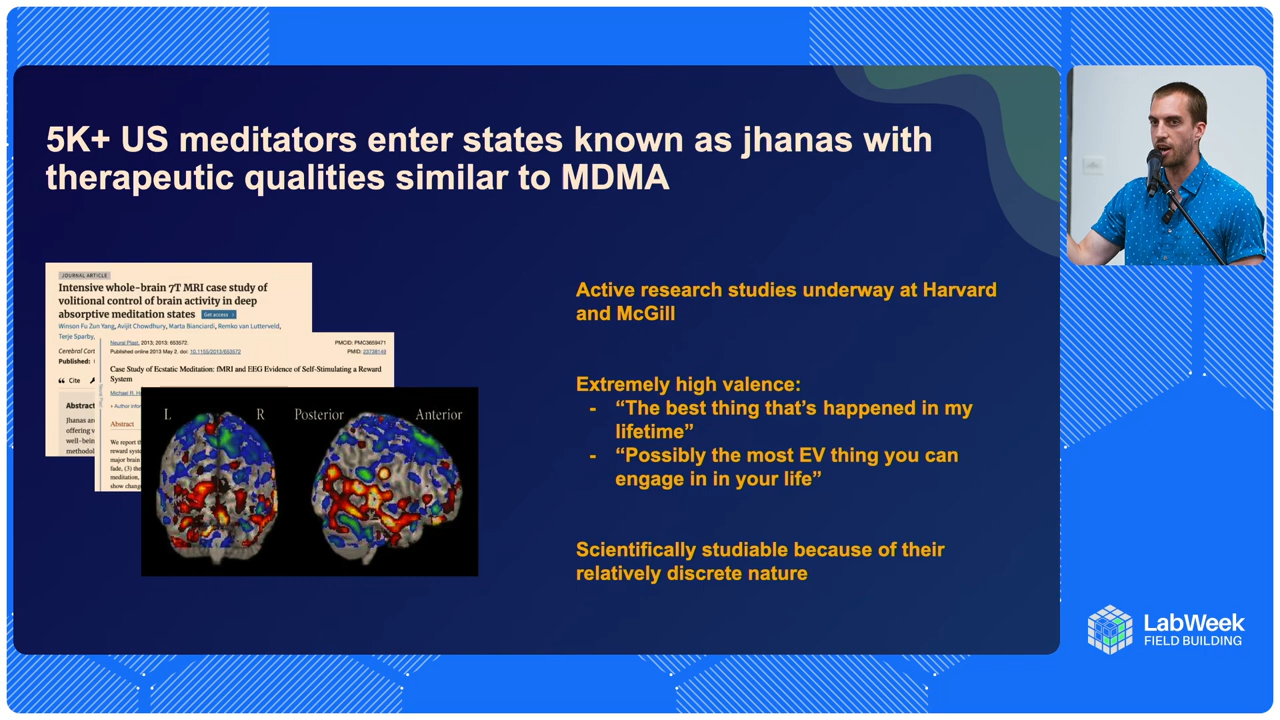 5K+ US meditators enter states known as jhanas with
therapeutic qualities similar to MDMA
JOURNAL ARTICLE
Intensive whole-brain 7T MRI case study of
volitional control of brain activity in deep
absorptive meditation states Get access
Winson Fu Zun Yang, Avijit Chowdhury, Marta Bianciardi, Remko van Lutterveld,
Terje Sparby,
Cerebral Cort
Published:
Cite
Abstract
Jhanas are
offering
well-bein
methodol
Neural Plast. 2013; 2013: 653572.
PMCID: PMC3659471
Published online 2013 May 2. doi: 10.1155/2013/653572
PMID: 23738149
Case Study of Ecstatic Meditation: fMRI and EEG Evidence of Self-Stimulating a Reward
System
Michael R. H
+ Author infor
Abstract
We report th
reward syste
major brain
fade, (3) the
meditation,
show chang
L R Posterior Anterior
Active research studies underway at Harvard
and McGill
Extremely high valence:
- “The best thing that’s happened in my
lifetime”
- “Possibly the most EV thing you can
engage in in your life”
Scientifically studiable because of their
relatively discrete nature
LabWeek
FIELD BUILDING